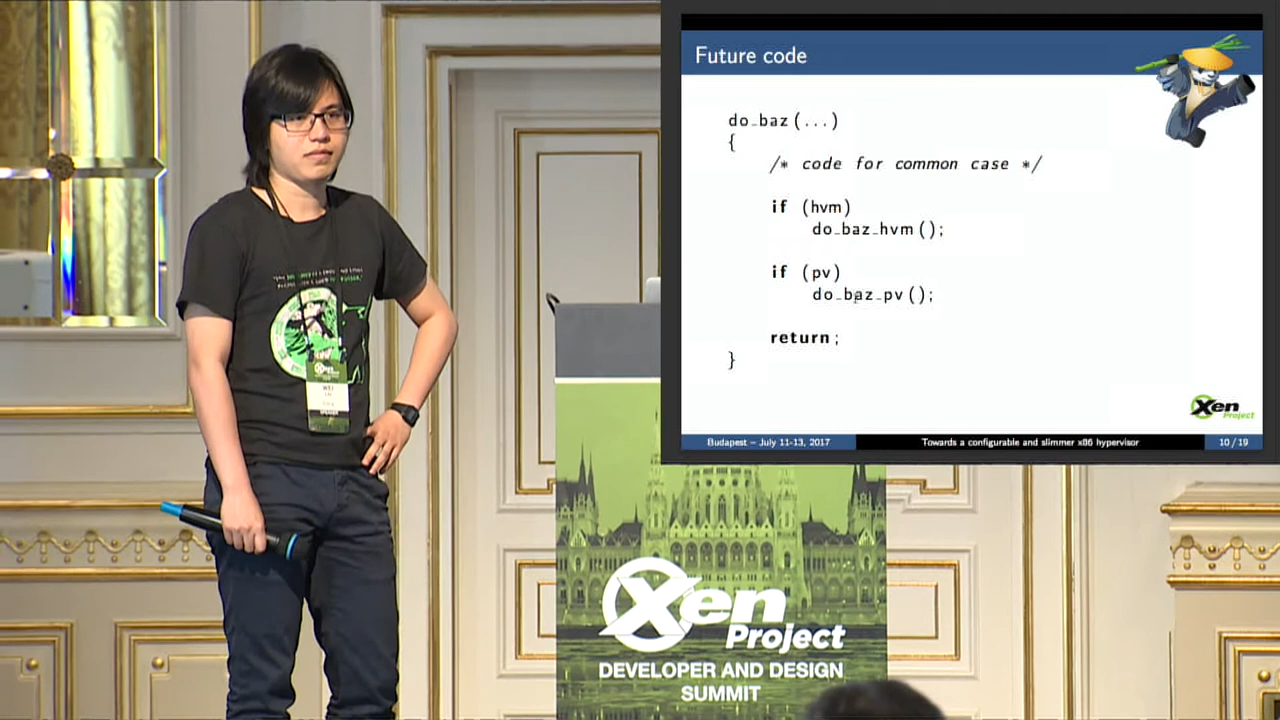 Future code
do_baz (...)
{
/* code for common case */
if (hvm)
do_baz_hvm ();
if (pv)
do_baz_pv ();
return ;
}
Xen
Project
Budapest – July 11-13, 2017
Towards a configurable and slimmer x86 hypervisor
10 / 19
WEI
Xen
Project
DEVELOPER AND DESIGN
SUMMIT